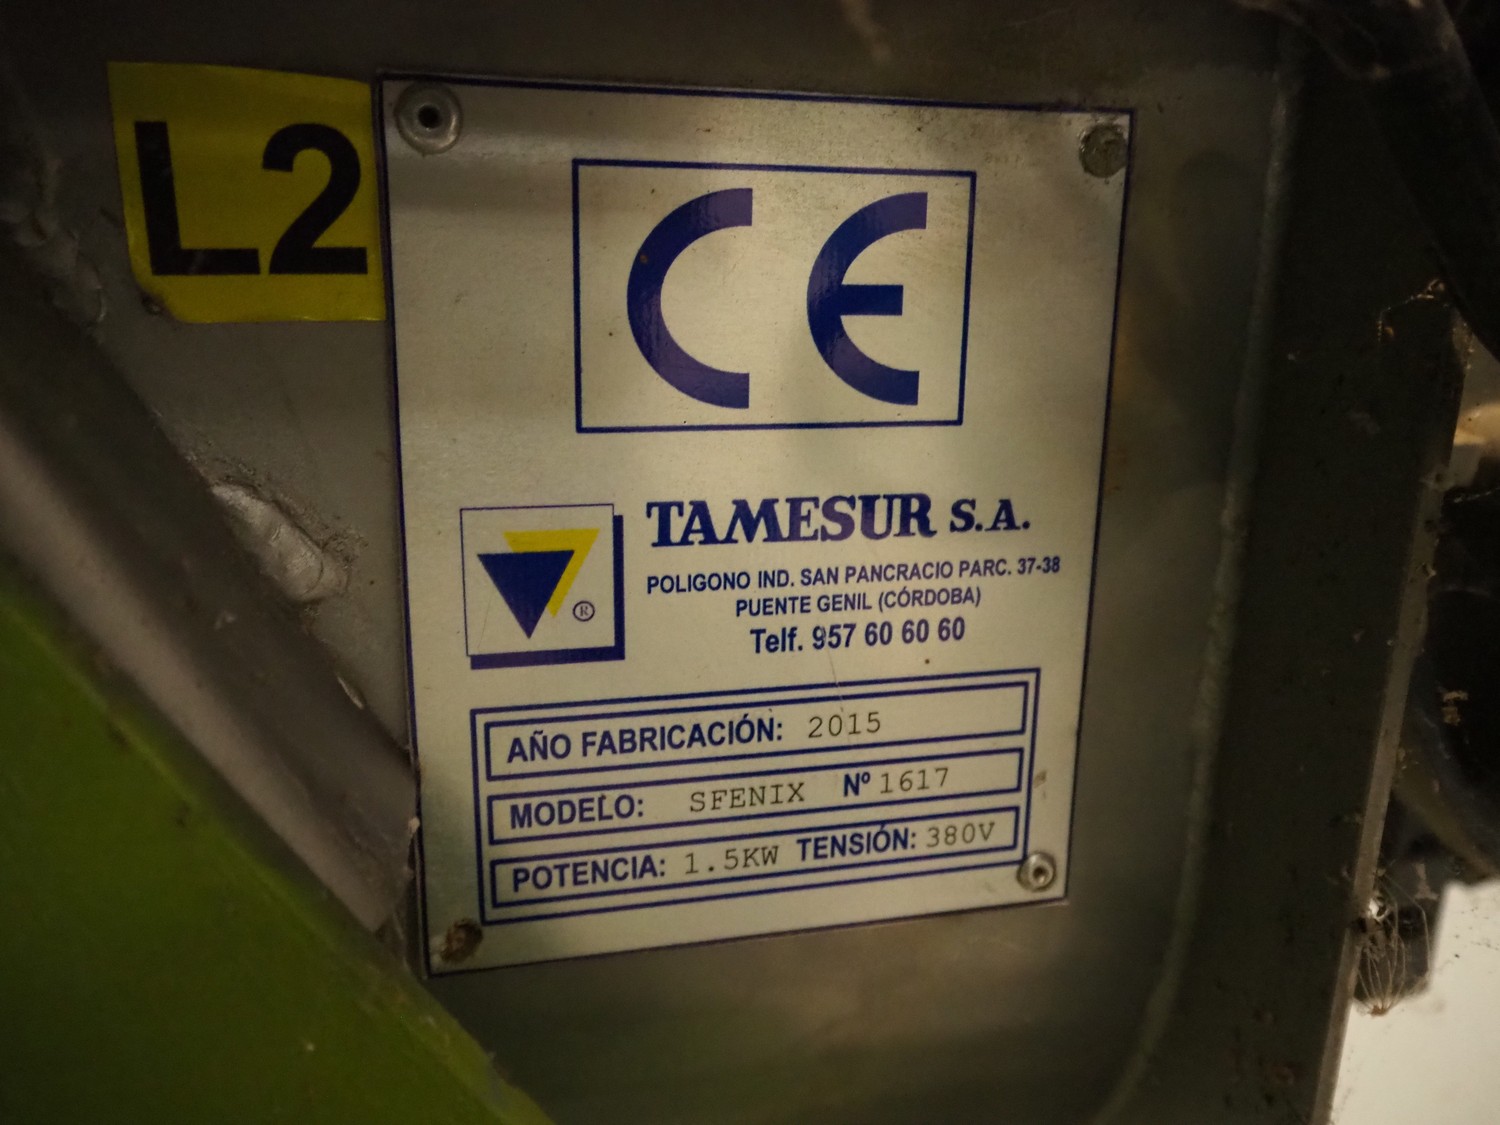 L2
CE
TAMESUR S.A.
POLIGONO IND. SAN PANCRACIO PARC. 37-38
PUENTE GENIL (CÓRDOBA)
Telf. 957 60 60 60
®
AÑO FABRICACIÓN: 2015
MODELO: SFENIX Nº 1617
POTENCIA: 1.5KW TENSIÓN: 380V